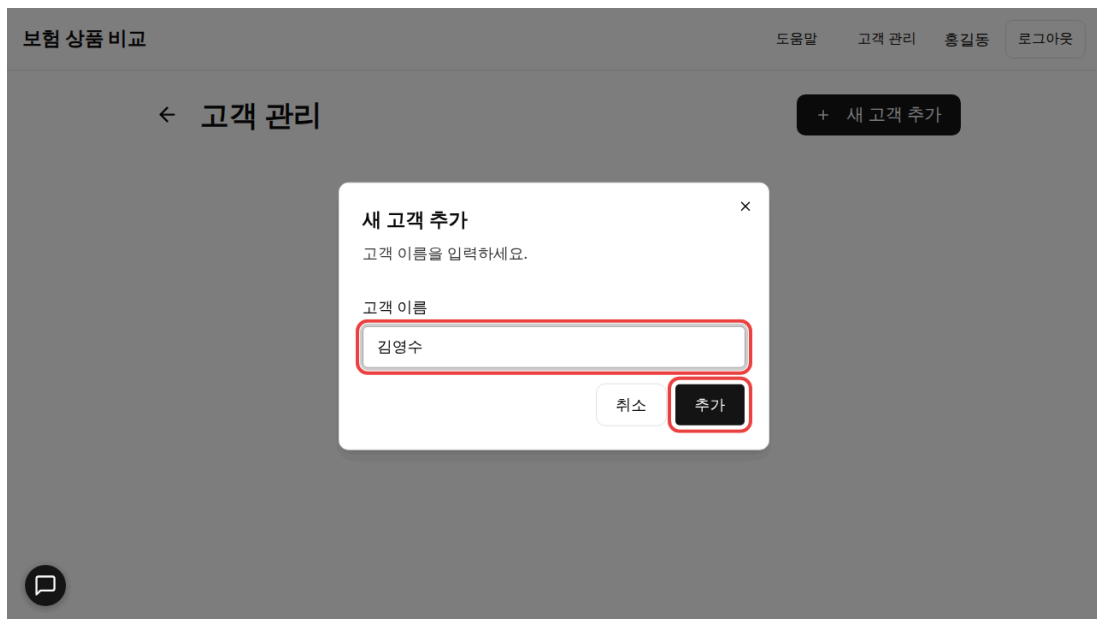 보험 상품 비교
도움말 고객 관리 홍길동 로그아웃
← 고객 관리
+ 새 고객 추가
새 고객 추가
고객 이름을 입력하세요.
고객 이름
김영수
취소 추가